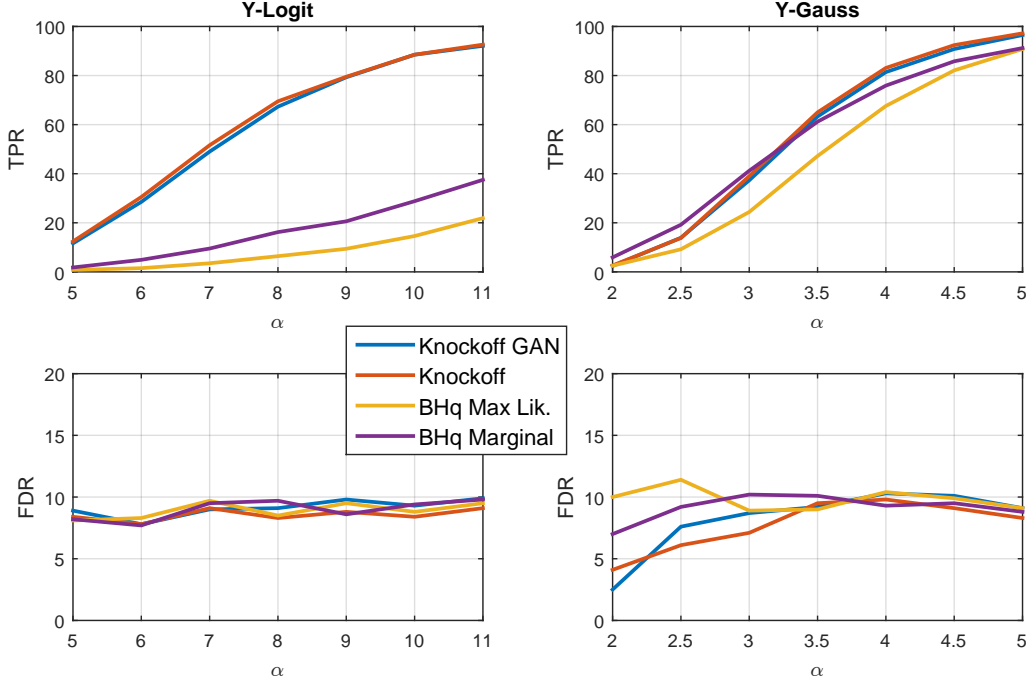 Y-Logit
100
80
60
40
20
0
TPR
5 6 7 8 9 10 11
α
Y-Gauss
100
80
60
40
20
0
TPR
2 2.5 3 3.5 4 4.5 5
α
Knockoff GAN
Knockoff
BHq Max Lik.
BHq Marginal
20
15
10
5
0
FDR
5 6 7 8 9 10 11
α
20
15
10
5
0
FDR
2 2.5 3 3.5 4 4.5 5
α